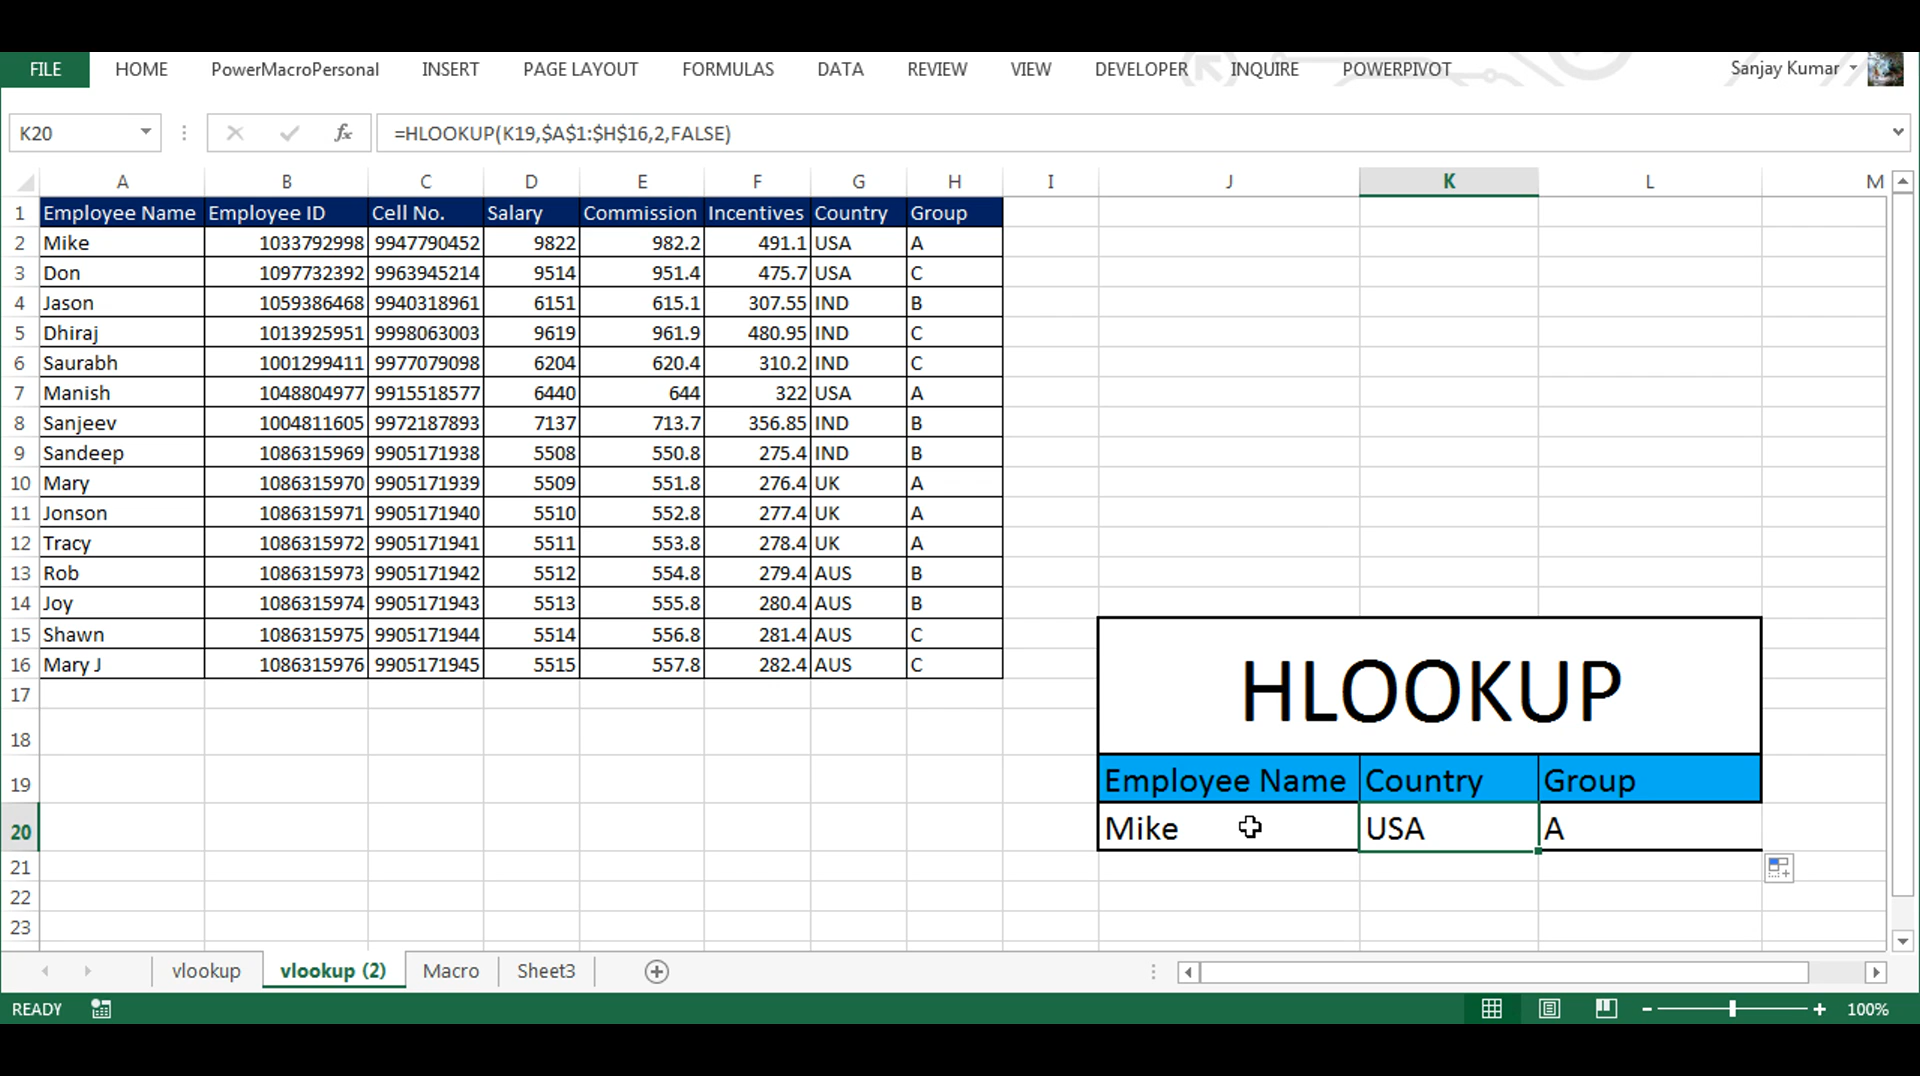 FILE HOME PowerMacroPersonal INSERT PAGE LAYOUT FORMULAS DATA REVIEW VIEW DEVELOPER INQUIRE POWERPIVOT Sanjay Kumar
K20 fx =HLOOKUP(K19,$A$1:$H$16,2,FALSE)
A B C D E F G H I J K L M
1 Employee Name Employee ID Cell No. Salary Commission Incentives Country Group
2 Mike 1033792998 9947790452 9822 982.2 491.1 USA A
3 Don 1097732392 9963945214 9514 951.4 475.7 USA C
4 Jason 1059386468 9940318961 6151 615.1 307.55 IND B
5 Dhiraj 1013925951 9998063003 9619 961.9 480.95 IND C
6 Saurabh 1001299411 9977079098 6204 620.4 310.2 IND C
7 Manish 1048804977 9915518577 6440 644 322 USA A
8 Sanjeev 1004811605 9972187893 7137 713.7 356.85 IND B
9 Sandeep 1086315969 9905171938 5508 550.8 275.4 IND B
10 Mary 1086315970 9905171939 5509 551.8 276.4 UK A
11 Jonson 1086315971 9905171940 5510 552.8 277.4 UK A
12 Tracy 1086315972 9905171941 5511 553.8 278.4 UK A
13 Rob 1086315973 9905171942 5512 554.8 279.4 AUS B
14 Joy 1086315974 9905171943 5513 555.8 280.4 AUS B
15 Shawn 1086315975 9905171944 5514 556.8 281.4 AUS C
16 Mary J 1086315976 9905171945 5515 557.8 282.4 AUS C
17
18 HLOOKUP
19 Employee Name Country Group
20 Mike USA A
21
22
23
vlookup vlookup (2) Macro Sheet3
READY 100%